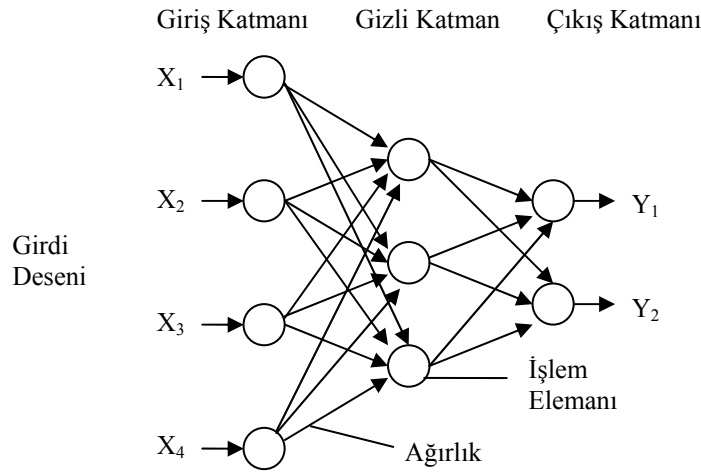 Giriş Katmanı
Gizli Katman
Çıkış Katmanı
X₁
X₂
Girdi
Deseni
X₃
X₄
Y₁
Y₂
İşlem
Elemanı
Ağırlık